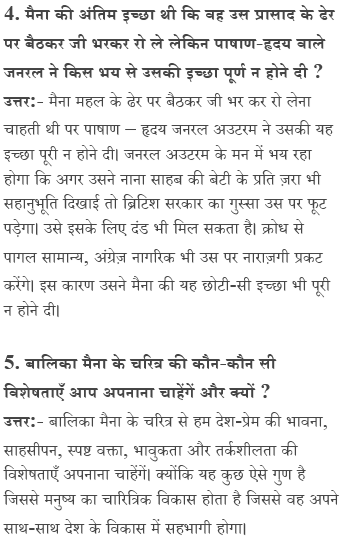 4. मैना की अंतिम इच्छा थी कि वह उस प्रासाद के ढेर
पर बैठकर जी भरकर रो ले लेकिन पाषाण-हृदय वाले
जनरल ने किस भय से उसकी इच्छा पूर्ण न होने दी ?
उत्तर:- मैना महल के ढेर पर बैठकर जी भर कर रो लेना
चाहती थी पर पाषाण – हृदय जनरल अउटरम ने उसकी यह
इच्छा पूरी न होने दी। जनरल अउटरम के मन में भय रहा
होगा कि अगर उसने नाना साहब की बेटी के प्रति ज़रा भी
सहानुभूति दिखाई तो ब्रिटिश सरकार का गुस्सा उस पर फूट
पड़ेगा। उसे इसके लिए दंड भी मिल सकता है। क्रोध से
पागल सामान्य, अंग्रेज़ नागरिक भी उस पर नाराज़गी प्रकट
करेंगे। इस कारण उसने मैना की यह छोटी-सी इच्छा भी पूरी
न होने दी।
5. बालिका मैना के चरित्र की कौन-कौन सी
विशेषताएँ आप अपनाना चाहेंगें और क्यों ?
उत्तर:- बालिका मैना के चरित्र से हम देश-प्रेम की भावना,
साहसीपन, स्पष्ट वक्ता, भावुकता और तर्कशीलता की
विशेषताएँ अपनाना चाहेंगें। क्योंकि यह कुछ ऐसे गुण है
जिससे मनुष्य का चारित्रिक विकास होता है जिससे वह अपने
साथ-साथ देश के विकास में सहभागी होगा।